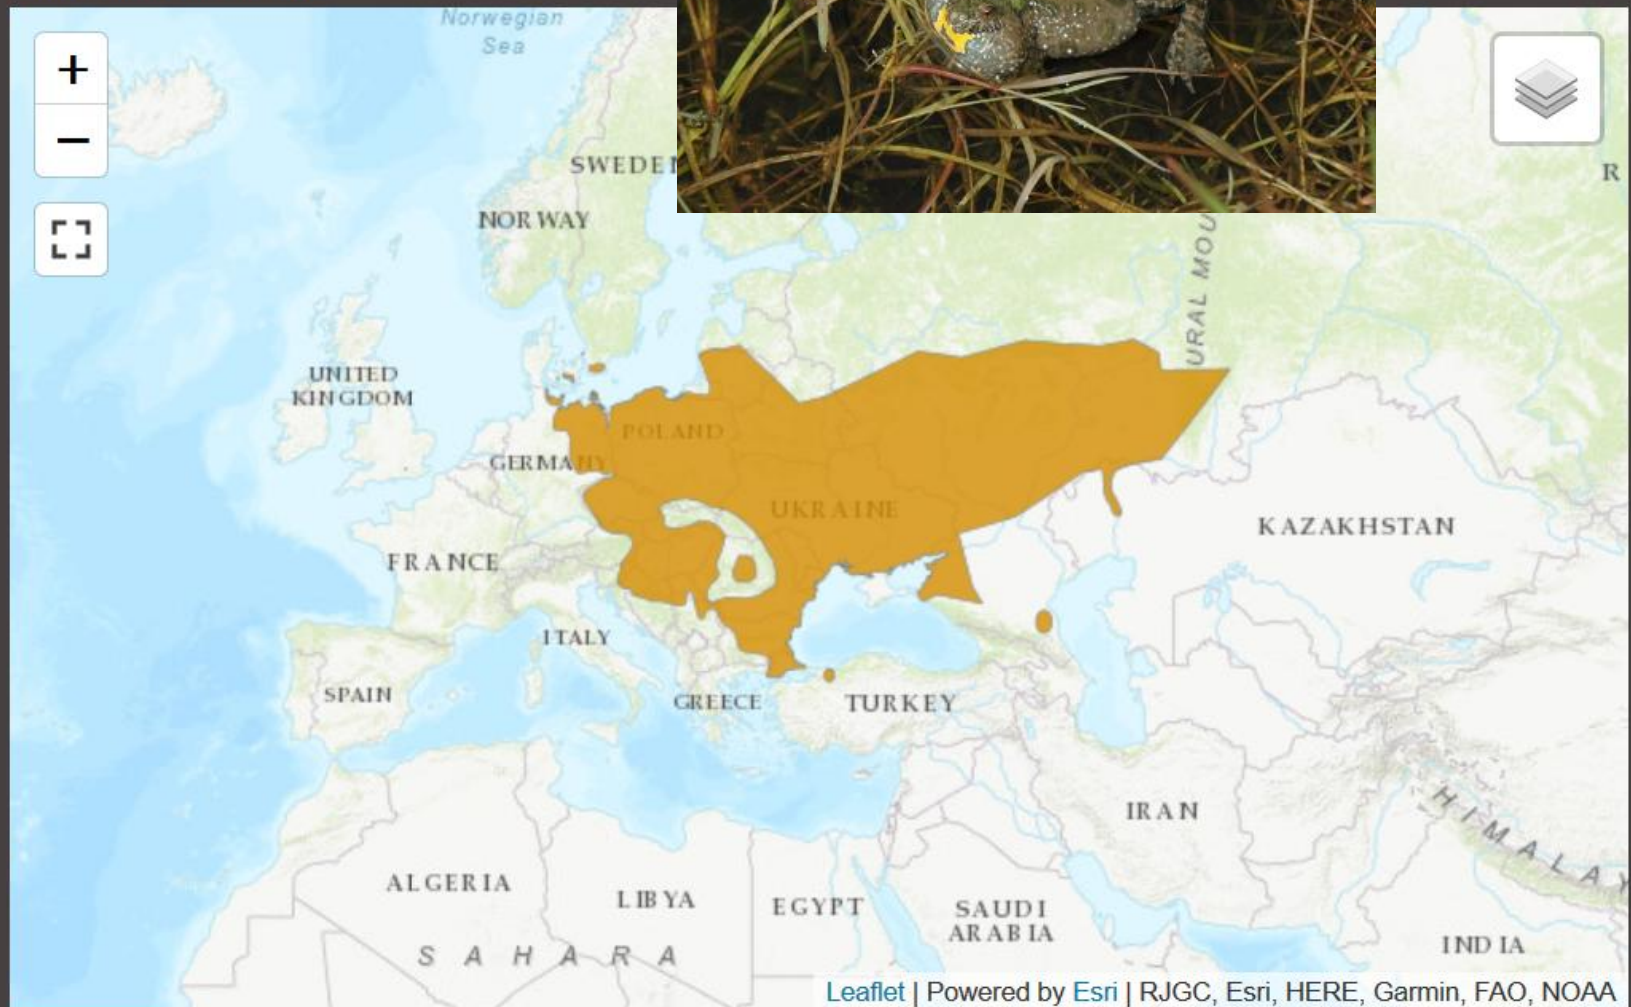 Norwegian
Sea
+
−
SWEDEN
R
NORWAY
URAL MOU
UNITED
KINGDOM
POLAND
GERMANY
UKRAINE
KAZAKHSTAN
FRANCE
ITALY
SPAIN
GREECE
TURKEY
IRAN
HIMALAY
ALGERIA
LIBYA
EGYPT
SAUDI
ARABIA
SAHARA
INDIA
Leaflet | Powered by Esri | RJGC, Esri, HERE, Garmin, FAO, NOAA